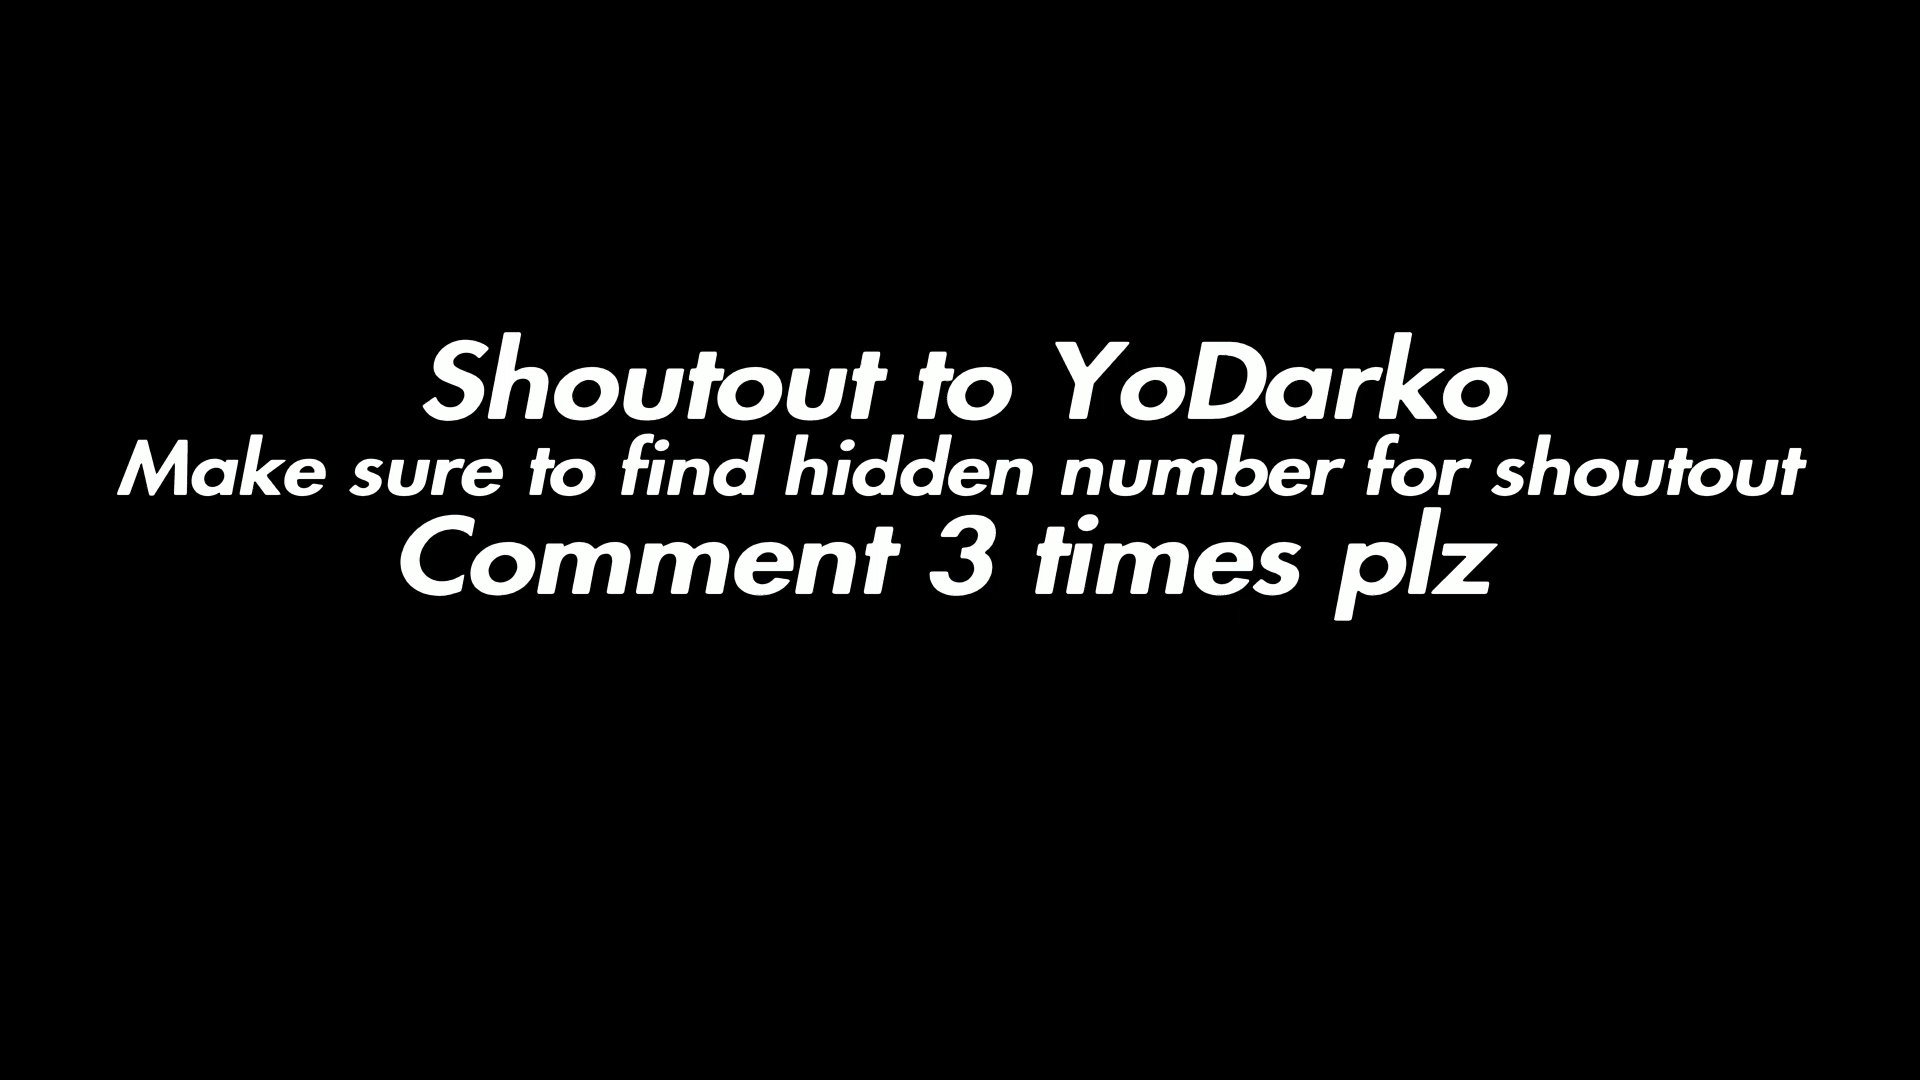 Shoutout to YoDarko
Make sure to find hidden number for shoutout
Comment 3 times plz